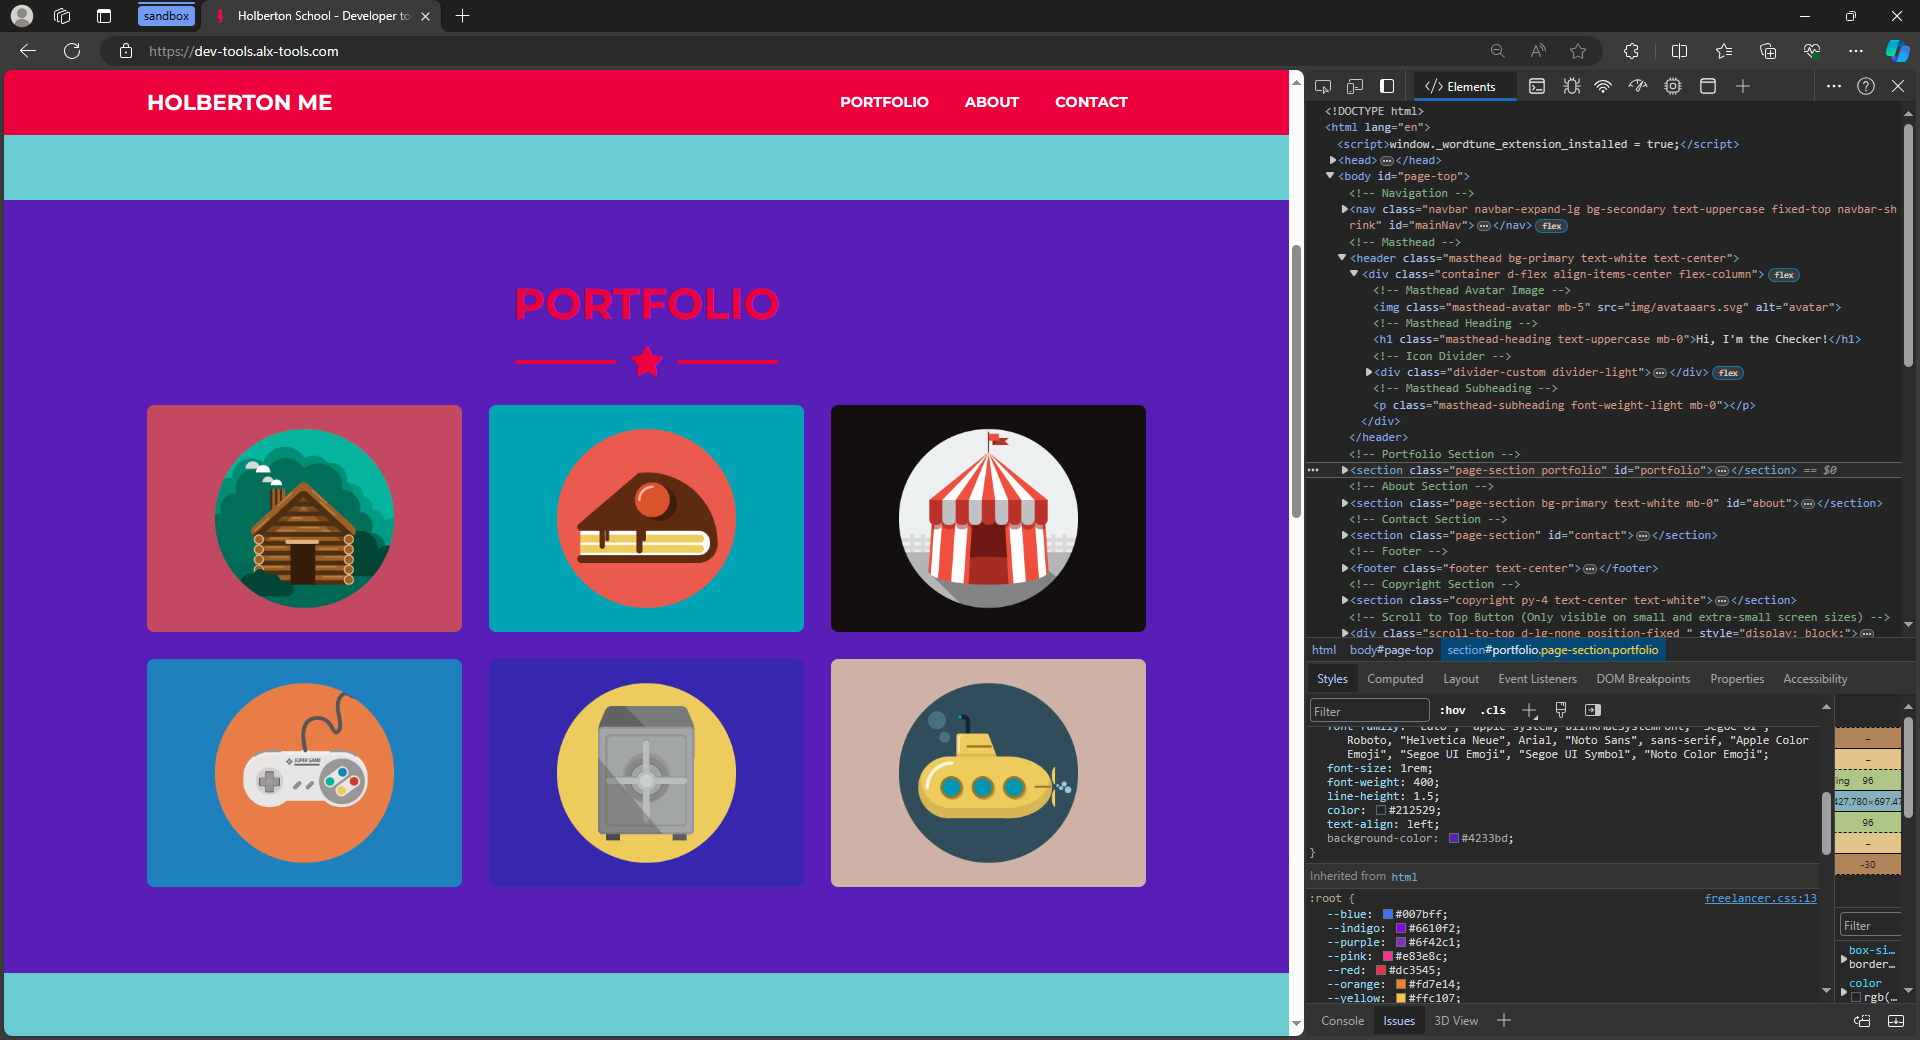 sandbox
Holberton School - Developer to
https://dev-tools.alx-tools.com
HOLBERTON ME
PORTFOLIO
ABOUT
CONTACT
PORTFOLIO
SUPER GAME
Elements
<!DOCTYPE html>
<html lang="en">
<script>window._wordtune_extension_installed = true;</script>
<head>…</head>
<body id="page-top">
<!-- Navigation -->
<nav class="navbar navbar-expand-lg bg-secondary text-uppercase fixed-top navbar-sh
rink" id="mainNav">…</nav> flex
<!-- Masthead -->
<header class="masthead bg-primary text-white text-center">
<div class="container d-flex align-items-center flex-column"> flex
<!-- Masthead Avatar Image -->
<img class="masthead-avatar mb-5" src="img/avataaars.svg" alt="avatar">
<!-- Masthead Heading -->
<h1 class="masthead-heading text-uppercase mb-0">Hi, I'm the Checker!</h1>
<!-- Icon Divider -->
<div class="divider-custom divider-light">…</div> flex
<!-- Masthead Subheading -->
<p class="masthead-subheading font-weight-light mb-0"></p>
</div>
</header>
<!-- Portfolio Section -->
<section class="page-section portfolio" id="portfolio">…</section> == $0
<!-- About Section -->
<section class="page-section bg-primary text-white mb-0" id="about">…</section>
<!-- Contact Section -->
<section class="page-section" id="contact">…</section>
<!-- Footer -->
<footer class="footer text-center">…</footer>
<!-- Copyright Section -->
<section class="copyright py-4 text-center text-white">…</section>
<!-- Scroll to Top Button (Only visible on small and extra-small screen sizes) -->
<div class="scroll-to-top d-lg-none position-fixed " style="display: block;">…
html body#page-top section#portfolio.page-section.portfolio
Styles Computed Layout Event Listeners DOM Breakpoints Properties Accessibility
Filter :hov .cls
font-family: "Lato", -apple-system, BlinkMacSystemFont, "Segoe UI",
Roboto, "Helvetica Neue", Arial, "Noto Sans", sans-serif, "Apple Color
Emoji", "Segoe UI Emoji", "Segoe UI Symbol", "Noto Color Emoji";
font-size: 1rem;
font-weight: 400;
line-height: 1.5;
color: #212529;
text-align: left;
background-color: #4233bd;
}
Inherited from html
:root { freelancer.css:13
--blue: #007bff;
--indigo: #6610f2;
--purple: #6f42c1;
--pink: #e83e8c;
--red: #dc3545;
--orange: #fd7e14;
--yellow: #ffc107;
–
–
ing 96
427.780×697.47
96
–
-30
Filter
box-si…
border…
color
rgb(…
Console Issues 3D View